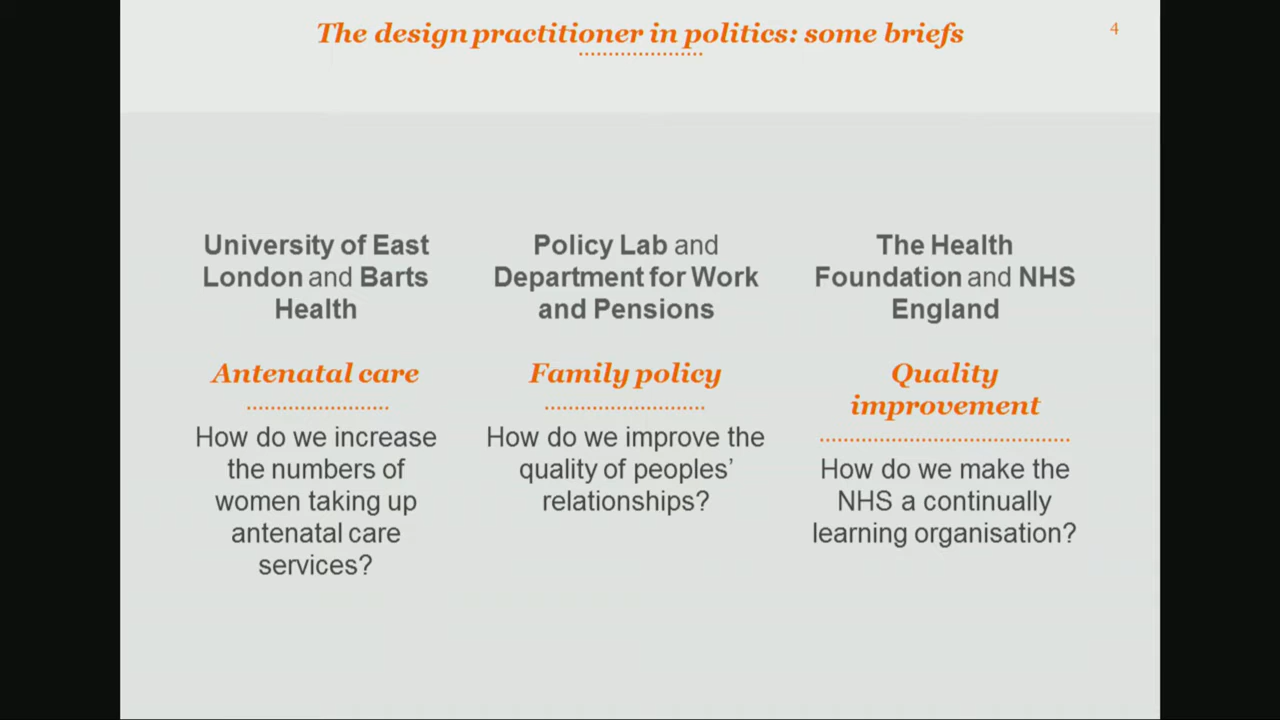 The design practitioner in politics: some briefs
4
University of East
London and Barts
Health
Antenatal care
How do we increase
the numbers of
women taking up
antenatal care
services?
Policy Lab and
Department for Work
and Pensions
Family policy
How do we improve the
quality of peoples’
relationships?
The Health
Foundation and NHS
England
Quality
improvement
How do we make the
NHS a continually
learning organisation?